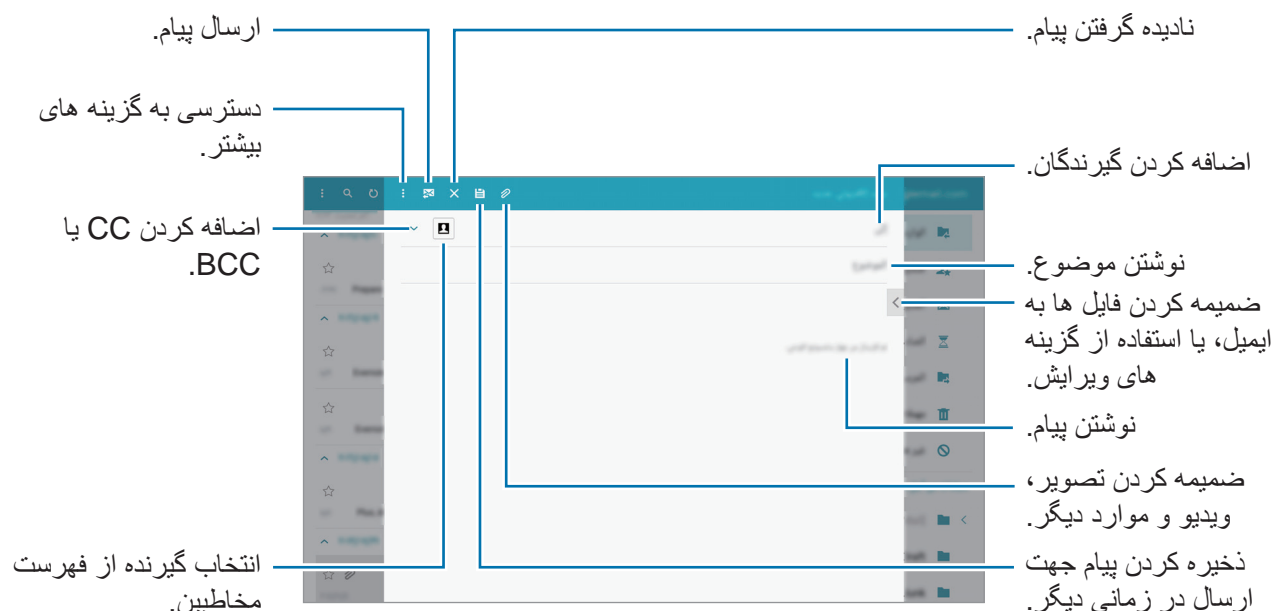 نادیده گرفتن پیام.
اضافه کردن گیرندگان.
نوشتن موضوع.
ضمیمه کردن فایل ها به
ایمیل، یا استفاده از گزینه
های ویرایش.
نوشتن پیام.
ضمیمه کردن تصویر،
ویدیو و موارد دیگر.
ذخیره کردن پیام جهت
ارسال در زمانی دیگر.
ارسال پیام.
دسترسی به گزینه های
بیشتر.
اضافه کردن CC یا
BCC.
انتخاب گیرنده از فهرست
مخاطبین.